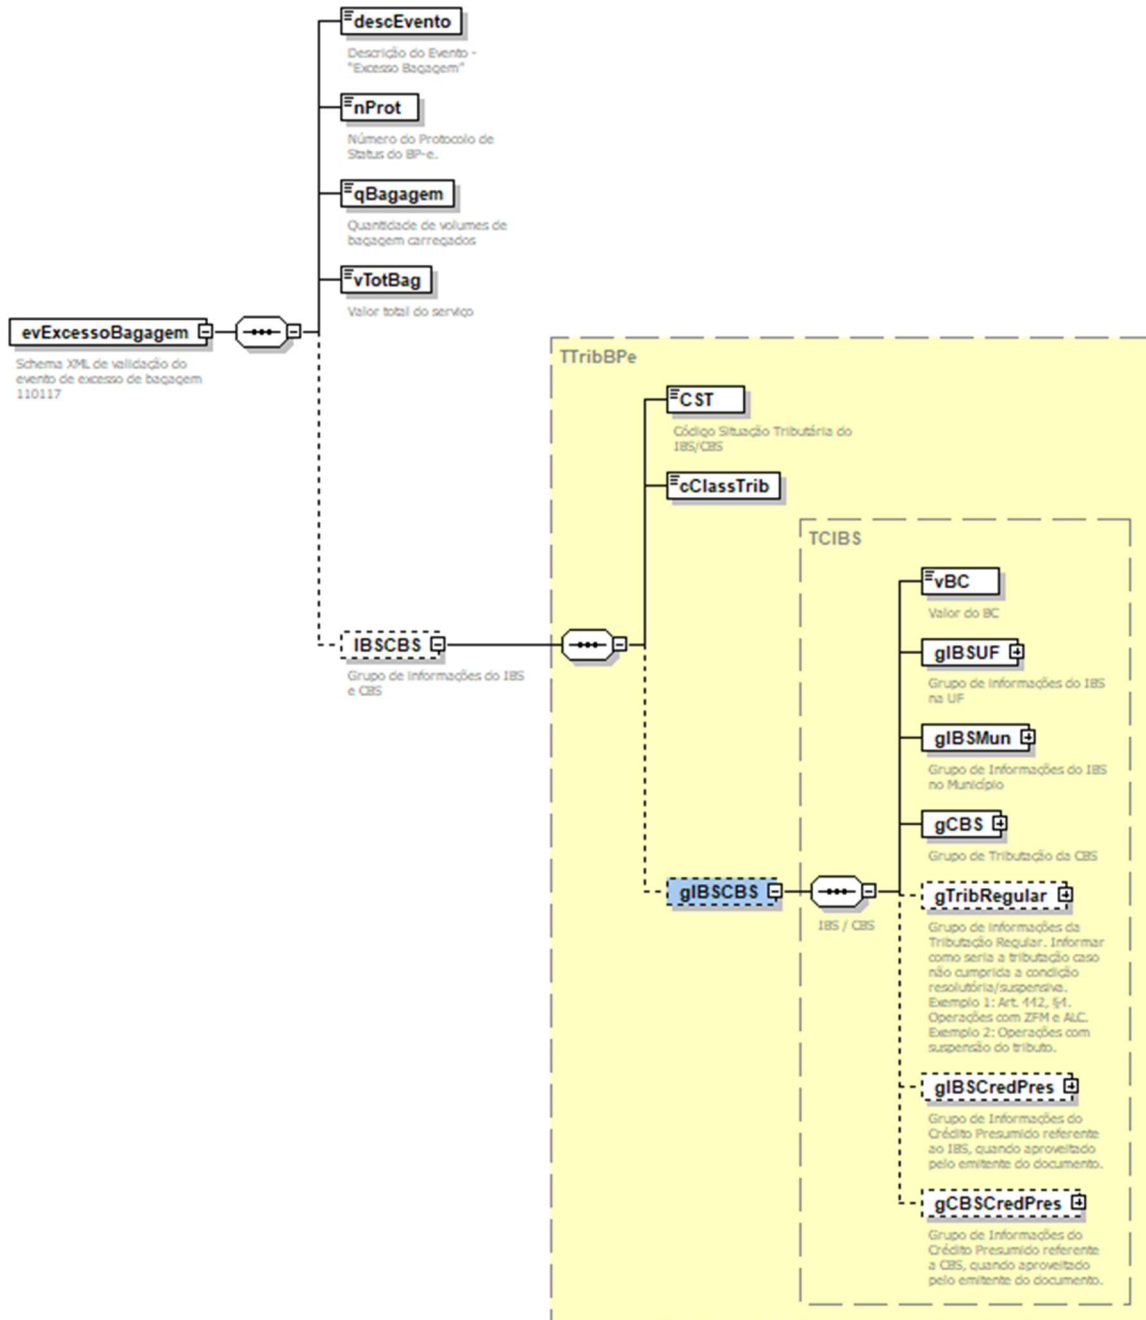 descEvento
Descrição do Evento -
"Excesso Bagagem"
nProt
Número do Protocolo de
Status do BP-e.
qBagagem
Quantidade de volumes de
bagagem carregados
vTotBag
Valor total do serviço
evExcessoBagagem
Schema XML de validação do
evento de excesso de bagagem
110117
TTribBPe
CST
Código Situação Tributária do
IBS/CBS
cClassTrib
TCIBS
vBC
Valor do BC
gIBSUF
Grupo de informações do IBS
na UF
IBSCBS
Grupo de informações do IBS
e CBS
gIBSMun
Grupo de Informações do IBS
no Município
gCBS
Grupo de Tributação da CBS
gIBSCBS
IBS / CBS
gTribRegular
Grupo de informações da
Tributação Regular. Informar
como seria a tributação caso
não cumprida a condição
resolutória/suspensiva.
Exemplo 1: Art. 442, §4.
Operações com ZFM e ALC.
Exemplo 2: Operações com
suspensão do tributo.
gIBSCredPres
Grupo de Informações do
Crédito Presumido referente
ao IBS, quando aproveitado
pelo emitente do documento.
gCBSCredPres
Grupo de Informações do
Crédito Presumido referente
a CBS, quando aproveitado
pelo emitente do documento.